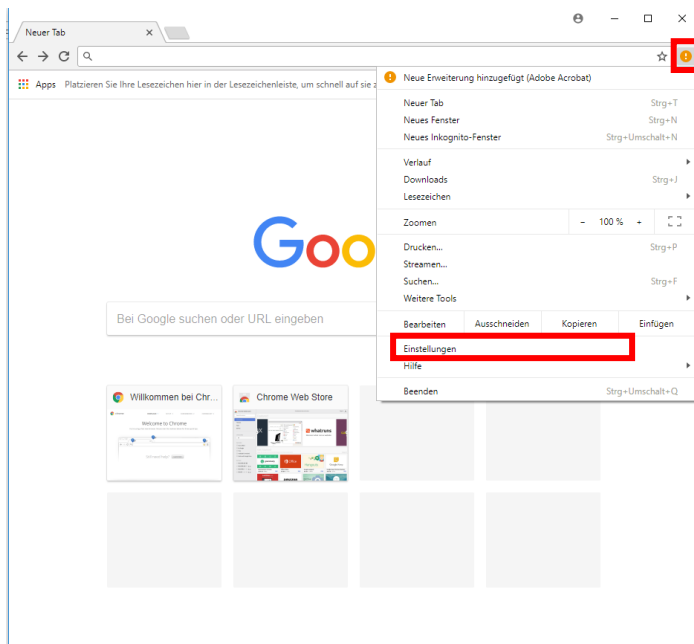 Neuer Tab
Apps Platzieren Sie Ihre Lesezeichen hier in der Lesezeichenleiste, um schnell auf sie
Neue Erweiterung hinzugefügt (Adobe Acrobat)
Neuer Tab Strg+T
Neues Fenster Strg+N
Neues Inkognito-Fenster Strg+Umschalt+N
Verlauf
Downloads Strg+J
Lesezeichen
Zoomen - 100 % +
Drucken... Strg+P
Streamen...
Suchen... Strg+F
Weitere Tools
Bearbeiten Ausschneiden Kopieren Einfügen
Einstellungen
Hilfe
Beenden Strg+Umschalt+Q
Goo
Bei Google suchen oder URL eingeben
Willkommen bei Chr...
Chrome Web Store
Welcome to Chrome
whatruns